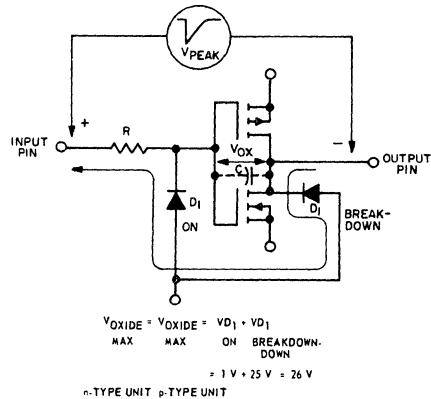 VPEAK
+
INPUT PIN
R
VOX
C
−
OUTPUT PIN
D1
ON
D1
BREAK-
DOWN
VOXIDE = VOXIDE = VD1 + VD1
MAX MAX ON BREAKDOWN-
DOWN
= 1 V + 25 V = 26 V
n-TYPE UNIT p-TYPE UNIT